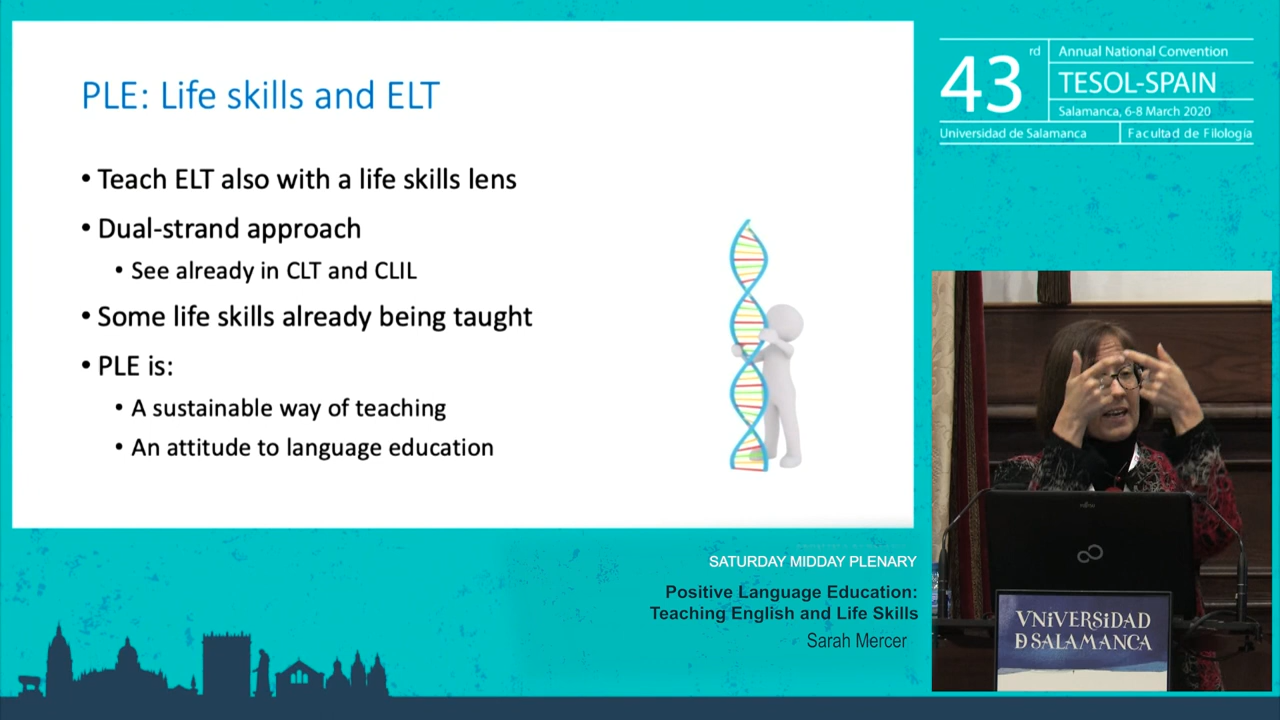 PLE: Life skills and ELT
• Teach ELT also with a life skills lens
• Dual-strand approach
• See already in CLT and CLIL
• Some life skills already being taught
• PLE is:
• A sustainable way of teaching
• An attitude to language education
43rd
Annual National Convention
TESOL-SPAIN
Salamanca, 6-8 March 2020
Universidad de Salamanca
Facultad de Filología
SATURDAY MIDDAY PLENARY
Positive Language Education:
Teaching English and Life Skills
Sarah Mercer
VNiVERSiDAD
D SALAMANCA